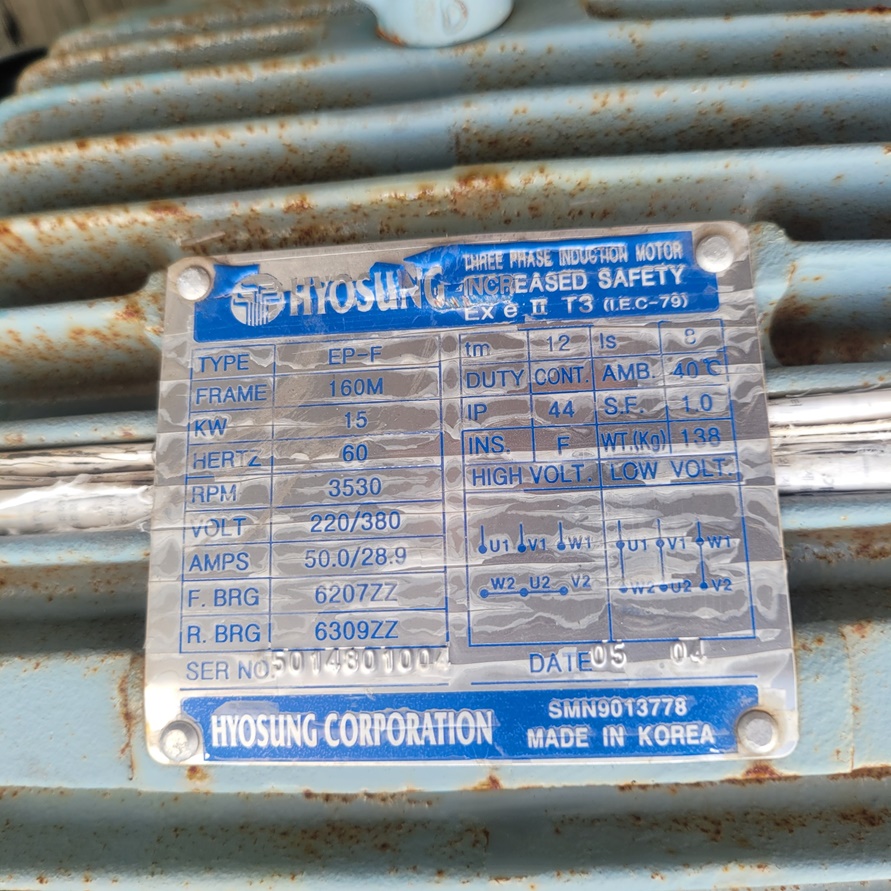 HYOSUNG
THREE PHASE INDUCTION MOTOR
INCREASED SAFETY
EX e II T3 (I.E.C-79)
TYPE EP-F
FRAME 160M
KW 15
HERTZ 60
RPM 3530
VOLT 220/380
AMPS 50.0/28.9
F. BRG 6207ZZ
R. BRG 6309ZZ
tm 12 Is 8
DUTY CONT. AMB. 40℃
IP 44 S.F. 1.0
INS. F WT.(Kg) 138
HIGH VOLT. LOW VOLT.
U1 V1 W1 U1 V1 W1
W2 U2 V2 W2 U2 V2
SER NO. 5014801004 DATE 05 .04
HYOSUNG CORPORATION
SMN9013778
MADE IN KOREA